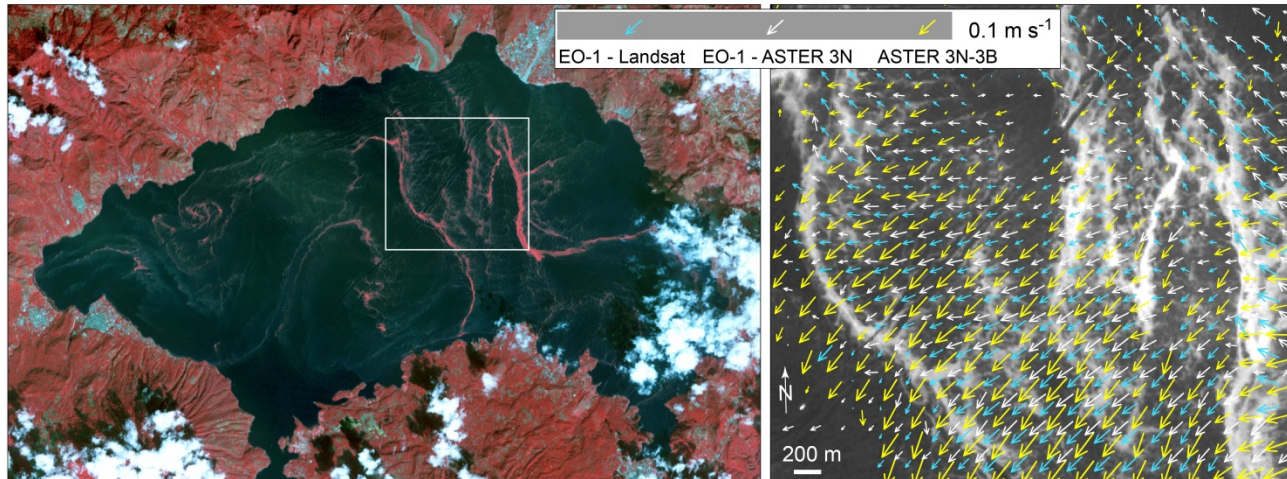 0.1 m s⁻¹
EO-1 - Landsat EO-1 - ASTER 3N ASTER 3N-3B
N
200 m